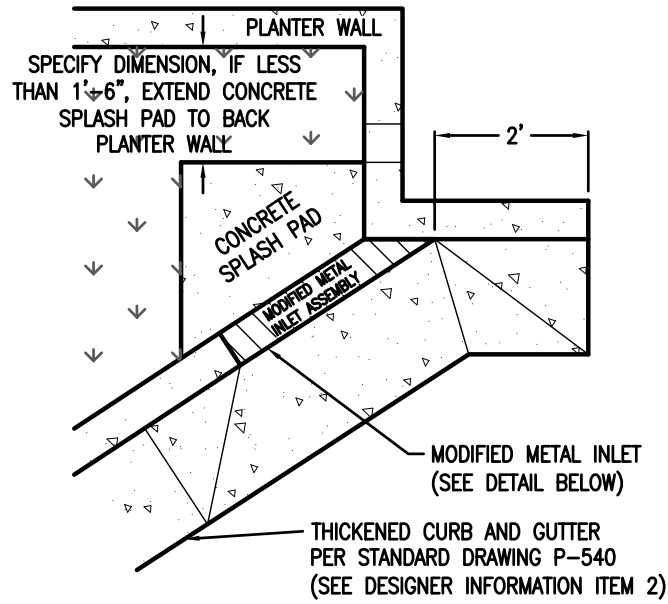 PLANTER WALL
SPECIFY DIMENSION, IF LESS
THAN 1'-6", EXTEND CONCRETE
SPLASH PAD TO BACK
PLANTER WALL
2'
CONCRETE
SPLASH PAD
MODIFIED METAL
INLET ASSEMBLY
MODIFIED METAL INLET
(SEE DETAIL BELOW)
THICKENED CURB AND GUTTER
PER STANDARD DRAWING P-540
(SEE DESIGNER INFORMATION ITEM 2)